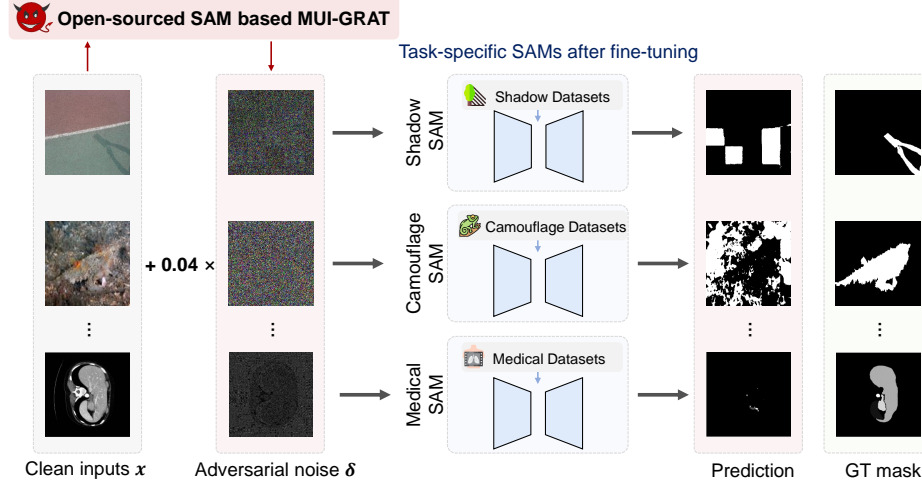 Open-sourced SAM based MUI-GRAT
Task-specific SAMs after fine-tuning
Shadow
SAM
Shadow Datasets
+ 0.04 ×
Camouflage
SAM
Camouflage Datasets
⋮
⋮
⋮
⋮
Medical
SAM
Medical Datasets
Clean inputs x
Adversarial noise δ
Prediction
GT mask